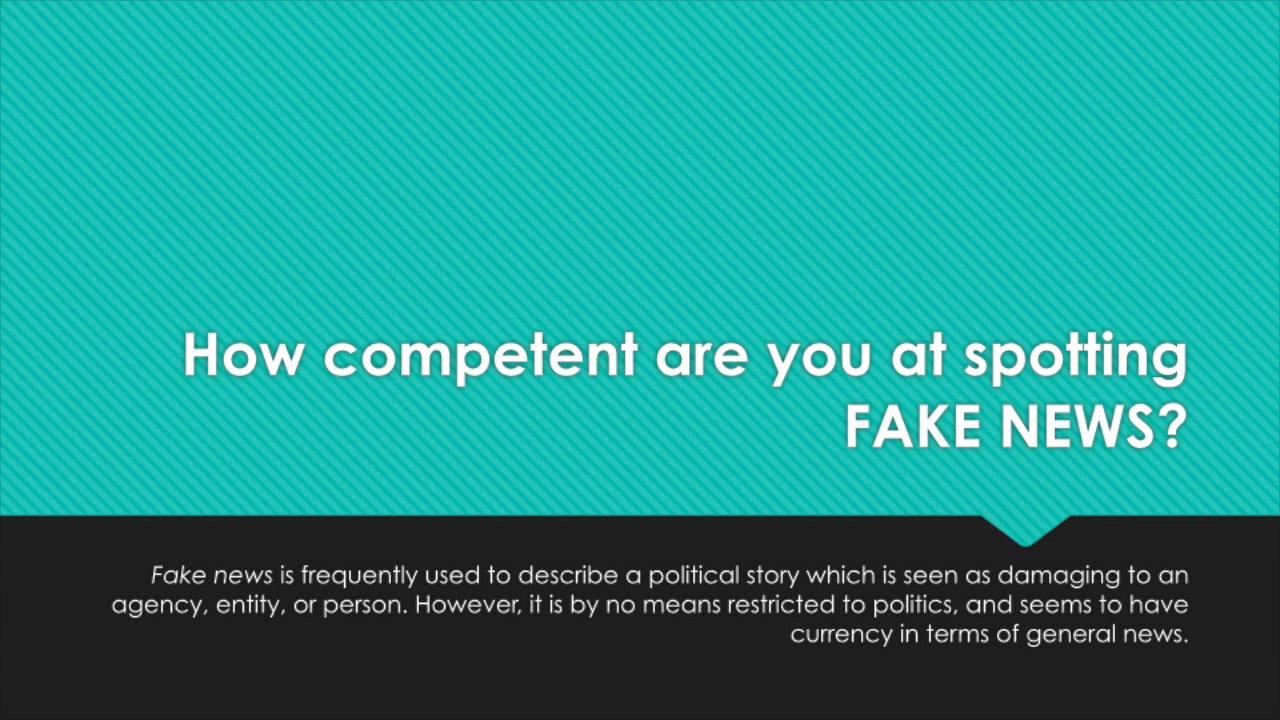 How competent are you at spotting
FAKE NEWS?
Fake news is frequently used to describe a political story which is seen as damaging to an
agency, entity, or person. However, it is by no means restricted to politics, and seems to have
currency in terms of general news.